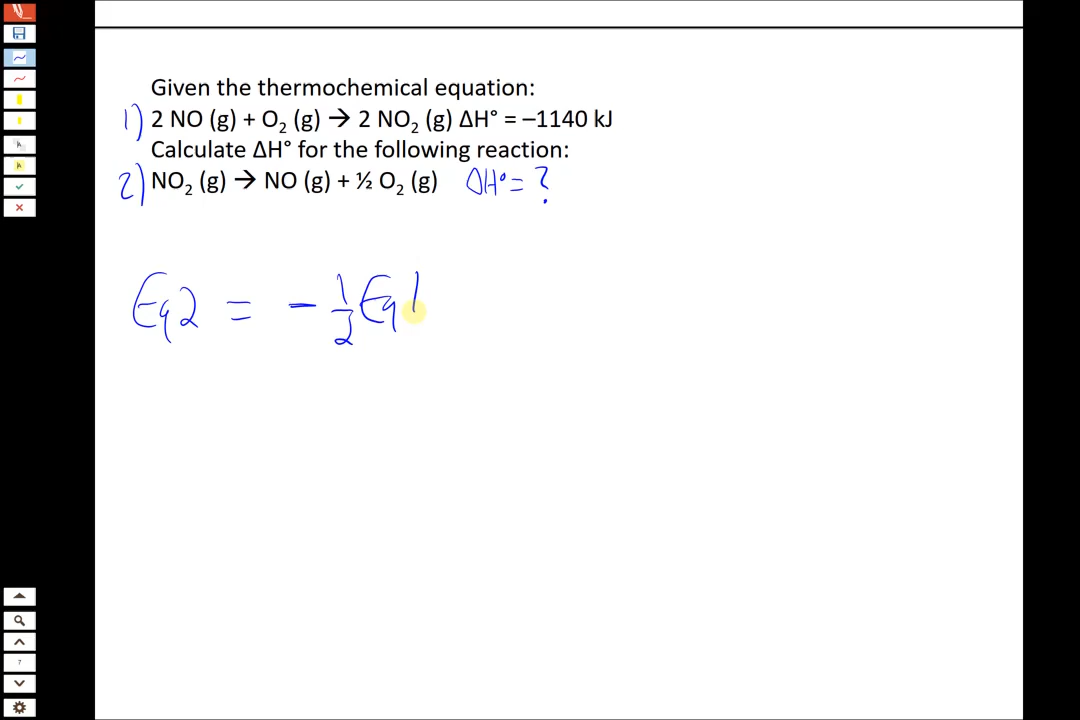 Given the thermochemical equation:
1) 2 NO (g) + O₂ (g) → 2 NO₂ (g) ΔH° = –1140 kJ
Calculate ΔH° for the following reaction:
2) NO₂ (g) → NO (g) + ½ O₂ (g) ΔH° = ?
Eq2 = - 1/2 Eq1